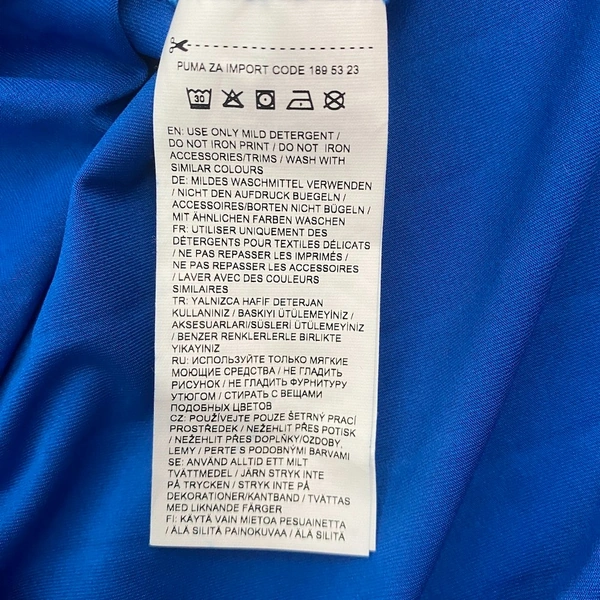 PUMA ZA IMPORT CODE 189 53 23
30
EN: USE ONLY MILD DETERGENT /
DO NOT IRON PRINT / DO NOT IRON
ACCESSORIES/TRIMS / WASH WITH
SIMILAR COLOURS
DE: MILDES WASCHMITTEL VERWENDEN
/ NICHT DEN AUFDRUCK BUEGELN /
ACCESSOIRES/BORTEN NICHT BÜGELN /
MIT ÄHNLICHEN FARBEN WASCHEN
FR: UTILISER UNIQUEMENT DES
DÉTERGENTS POUR TEXTILES DÉLICATS
/ NE PAS REPASSER LES IMPRIMÉS /
NE PAS REPASSER LES ACCESSOIRES
/ LAVER AVEC DES COULEURS
SIMILAIRES
TR: YALNIZCA HAFİF DETERJAN
KULLANINIZ / BASKIYI ÜTÜLEMEYİNİZ /
AKSESUARLARI/SÜSLERİ ÜTÜLEMEYİNİZ
/ BENZER RENKLERLERLE BIRLIKTE
YIKAYINIZ
RU: ИСПОЛЬЗУЙТЕ ТОЛЬКО МЯГКИЕ
МОЮЩИЕ СРЕДСТВА / НЕ ГЛАДИТЬ
РИСУНОК / НЕ ГЛАДИТЬ ФУРНИТУРУ
УТЮГОМ / СТИРАТЬ С ВЕЩАМИ
ПОДОБНЫХ ЦВЕТОВ
CZ: POUŽÍVEJTE POUZE ŠETRNÝ PRACÍ
PROSTŘEDEK / NEŽEHLIT PŘES POTISK
/ NEŽEHLIT PŘES DOPLŇKY/OZDOBY,
LEMY / PERTE S PODOBNÝMI BARVAMI
SE: ANVÄND ALLTID ETT MILT
TVÄTTMEDEL / JÄRN STRYK INTE
PÅ TRYCKEN / STRYK INTE PÅ
DEKORATIONER/KANTBAND / TVÄTTAS
MED LIKNANDE FÄRGER
FI: KÄYTÄ VAIN MIETOA PESUAINETTA
/ ÄLÄ SILITÄ PAINOKUVAA / ÄLÄ SILITÄ